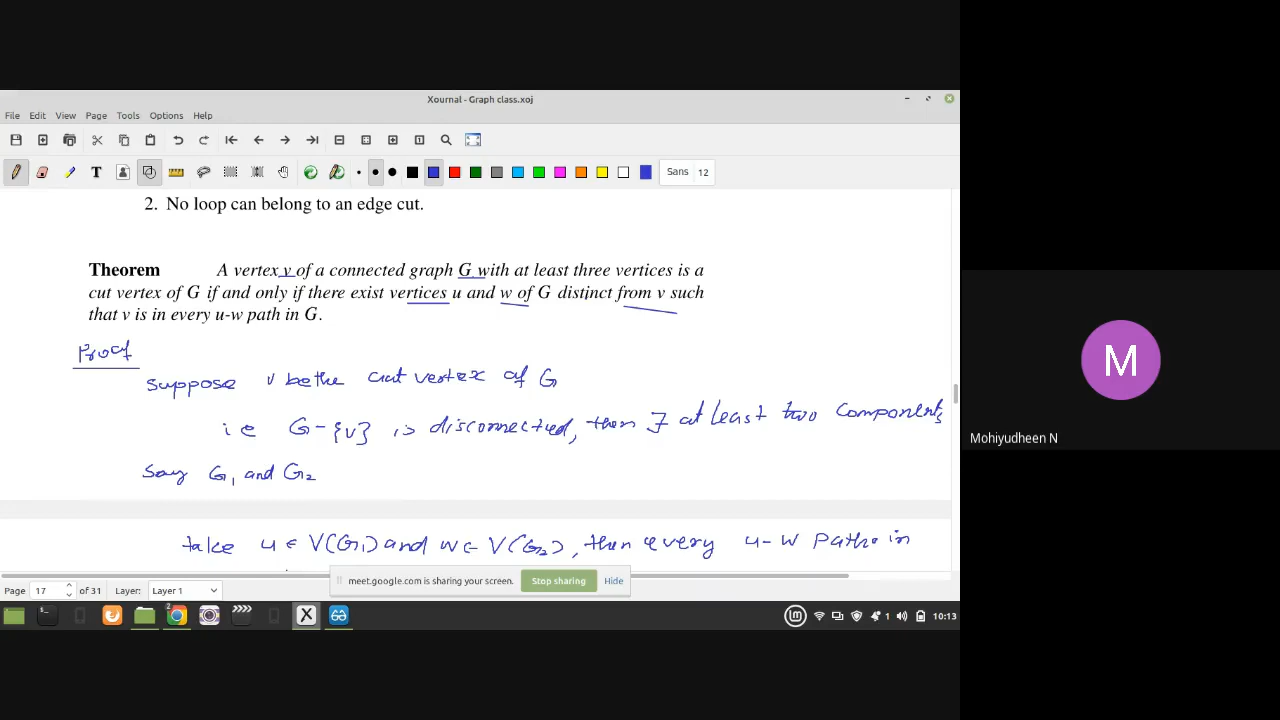 Xournal - Graph class.xoj
File Edit View Page Tools Options Help
Sans 12
2. No loop can belong to an edge cut.
Theorem A vertex v of a connected graph G with at least three vertices is a
cut vertex of G if and only if there exist vertices u and w of G distinct from v such
that v is in every u-w path in G.
Proof
suppose v be the cut vertex of G
ie G-{v} is disconnected, then ∃ at least two components
say G₁ and G₂
take u ∈ V(G₁) and w ∈ V(G₂), then every u-w path in
meet.google.com is sharing your screen. Stop sharing Hide
Page 17 of 31 Layer: Layer 1
2 1 10:13
M
Mohiyudheen N